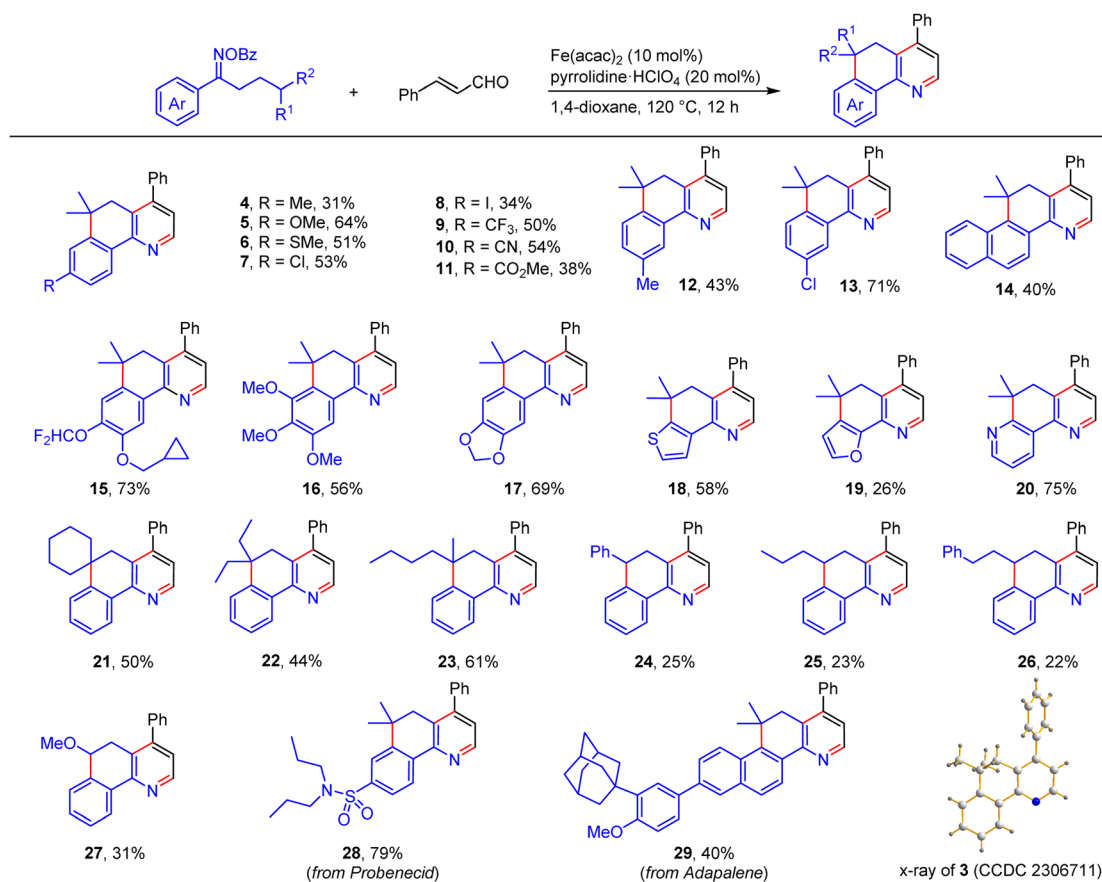 NOBz
R2
R1
Ar
+
Ph
CHO
Fe(acac)2 (10 mol%)
pyrrolidine·HClO4 (20 mol%)
1,4-dioxane, 120 °C, 12 h
Ph
R1
R2
N
Ar
Ph
N
R
4, R = Me, 31%
5, R = OMe, 64%
6, R = SMe, 51%
7, R = Cl, 53%
8, R = I, 34%
9, R = CF3, 50%
10, R = CN, 54%
11, R = CO2Me, 38%
Ph
N
Me
12, 43%
Ph
N
Cl
13, 71%
Ph
N
14, 40%
Ph
N
F2HCO
O
15, 73%
Ph
MeO
N
MeO
OMe
16, 56%
Ph
N
O
O
17, 69%
Ph
N
S
18, 58%
Ph
N
O
19, 26%
Ph
N
N
20, 75%
Ph
N
21, 50%
Ph
N
22, 44%
Ph
N
23, 61%
Ph
Ph
N
24, 25%
Ph
N
25, 23%
Ph
Ph
N
26, 22%
Ph
MeO
N
27, 31%
Ph
N
N
S
O
O
28, 79%
(from Probenecid)
Ph
N
MeO
29, 40%
(from Adapalene)
x-ray of 3 (CCDC 2306711)